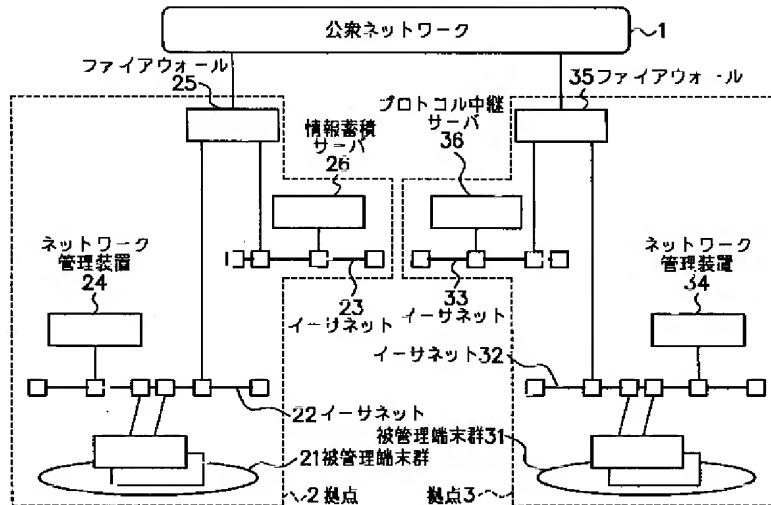 公衆ネットワーク
1
ファイアウォール
25
35ファイアウォール
情報蓄積
サーバ
26
プロトコル中継
サーバ
36
ネットワーク
管理装置
24
23
イーサネット
33
イーサネット
ネットワーク
管理装置
34
イーサネット32
22イーサネット
21被管理端末群
被管理端末群31
2拠点
拠点3